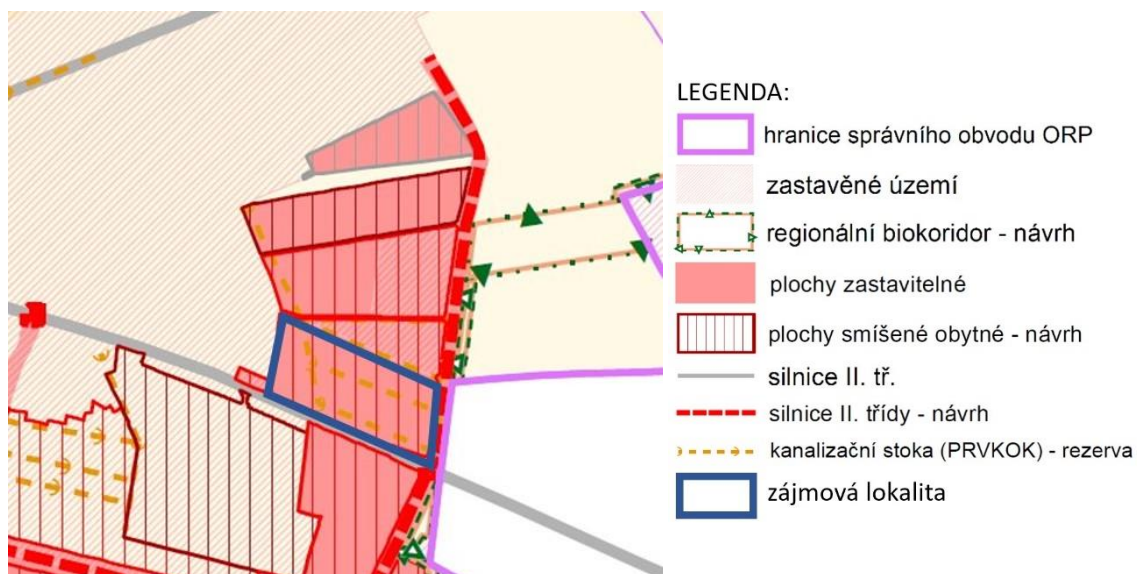 LEGENDA:
hranice správního obvodu ORP
zastavěné území
regionální biokoridor - návrh
plochy zastavitelné
plochy smíšené obytné - návrh
silnice II. tř.
silnice II. třídy - návrh
kanalizační stoka (PRVKOK) - rezerva
zájmová lokalita